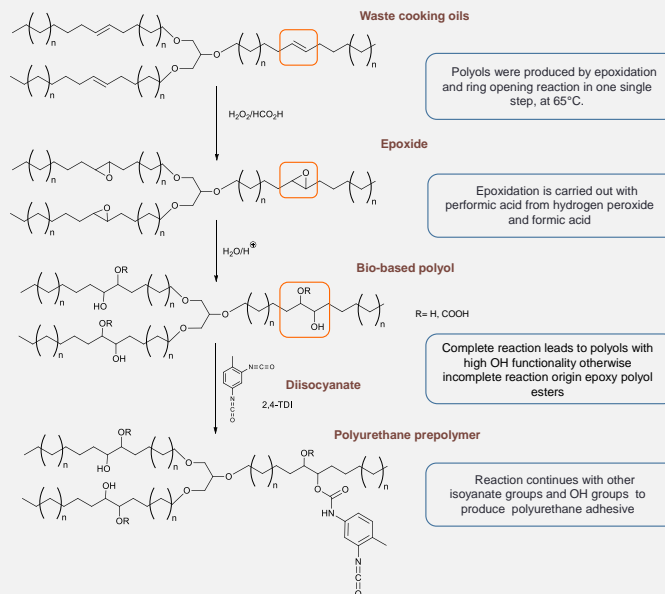 Waste cooking oils
Polyols were produced by epoxidation
and ring opening reaction in one single
step, at 65°C.
H₂O₂/HCO₂H
Epoxide
Epoxidation is carried out with
performic acid from hydrogen peroxide
and formic acid
H₂O/H⊕
Bio-based polyol
R= H, COOH
Complete reaction leads to polyols with
high OH functionality otherwise
incomplete reaction origin epoxy polyol
esters
Diisocyanate
2,4-TDI
Polyurethane prepolymer
Reaction continues with other
isoyanate groups and OH groups to
produce polyurethane adhesive